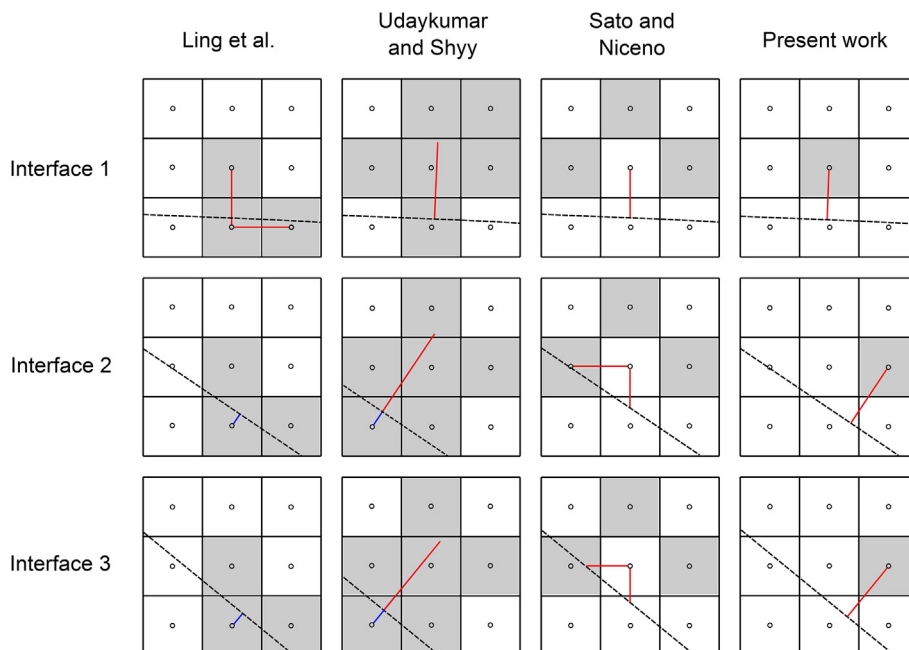 Ling et al.
Udaykumar
and Shyy
Sato and
Niceno
Present work
Interface 1
Interface 2
Interface 3